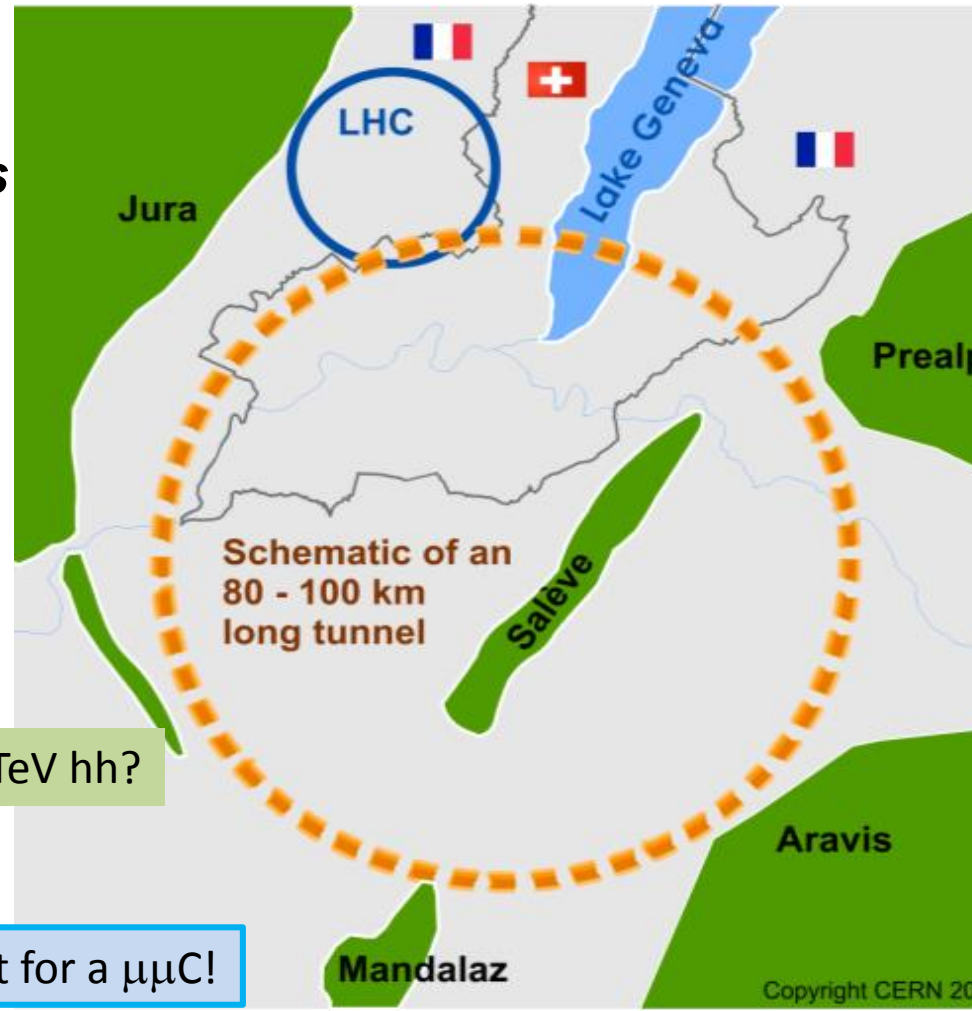 s
LHC
Lake Geneva
Jura
Prealp
Schematic of an
80 - 100 km
long tunnel
Salève
TeV hh?
Aravis
t for a μμC!
Mandalaz
Copyright CERN 20